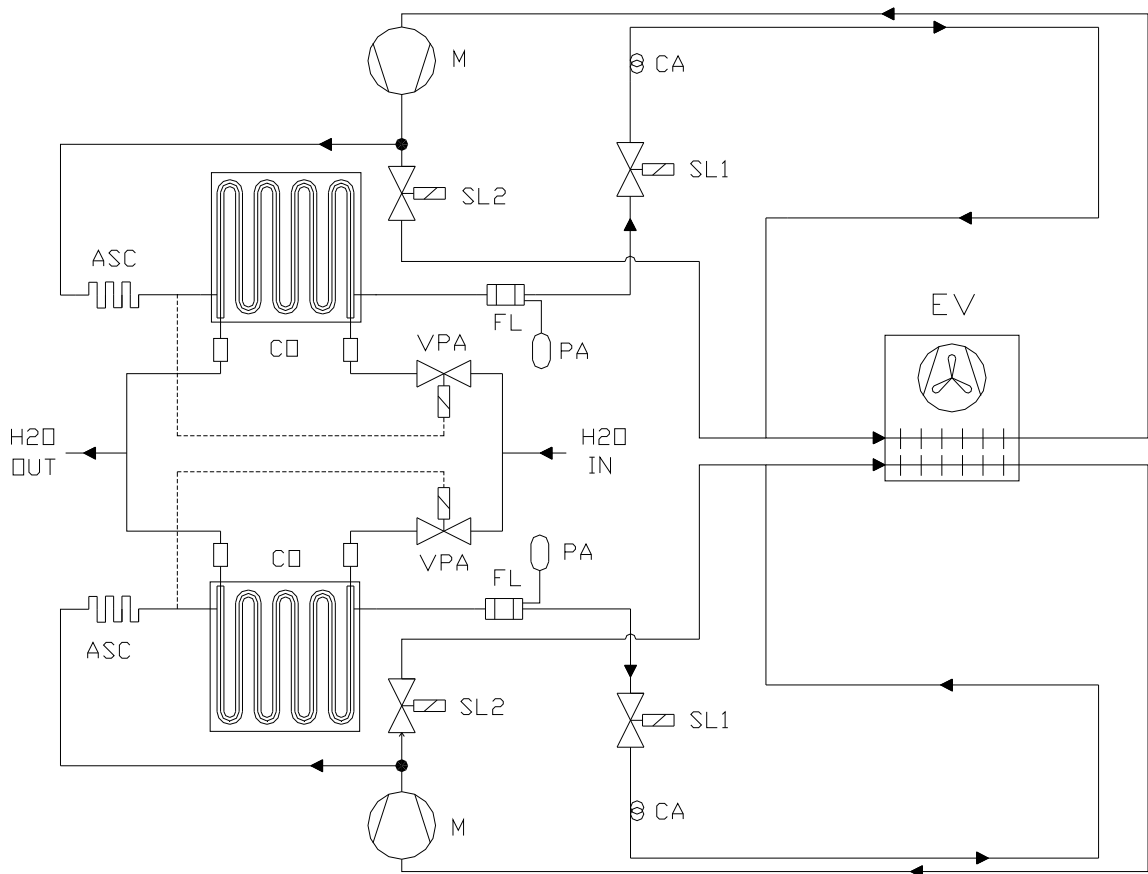 M
CA
SL1
SL2
ASC
EV
FL
CO
VPA
PA
H2O
OUT
H2O
IN
CO
VPA
PA
FL
ASC
SL2
SL1
CA
M